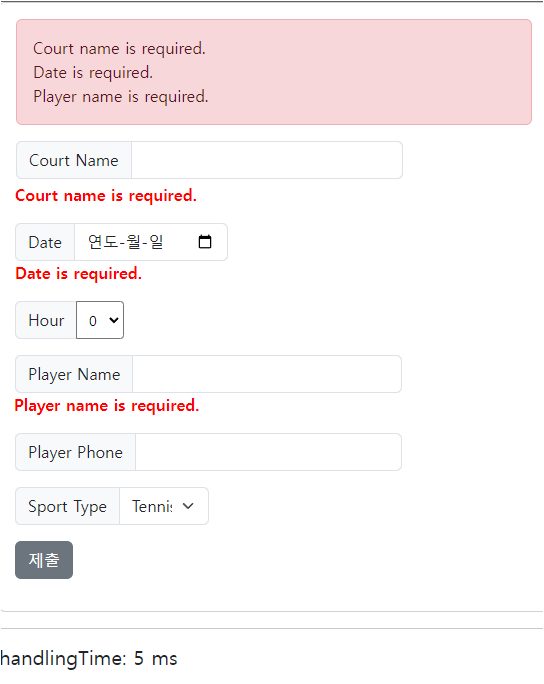 Court name is required.
Date is required.
Player name is required.
Court Name
Court name is required.
Date 연도-월-일
Date is required.
Hour 0
Player Name
Player name is required.
Player Phone
Sport Type Tennis
제출
handlingTime: 5 ms